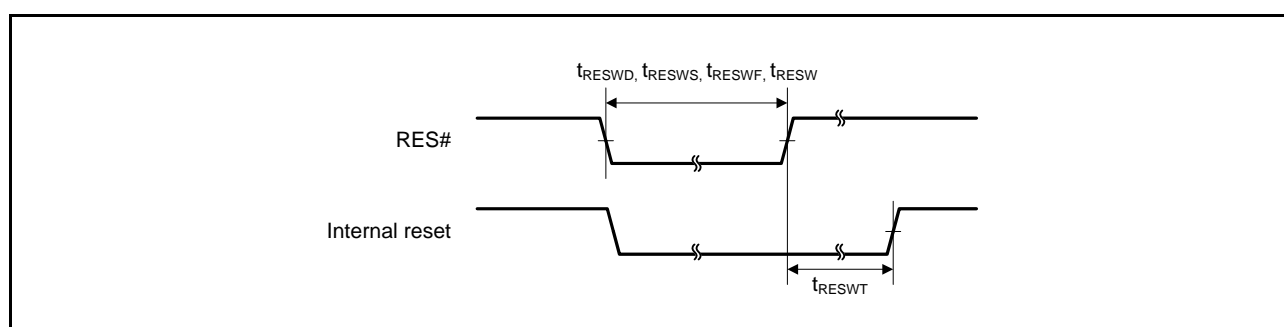 tRESWD, tRESWS, tRESWF, tRESW
RES#
Internal reset
tRESWT